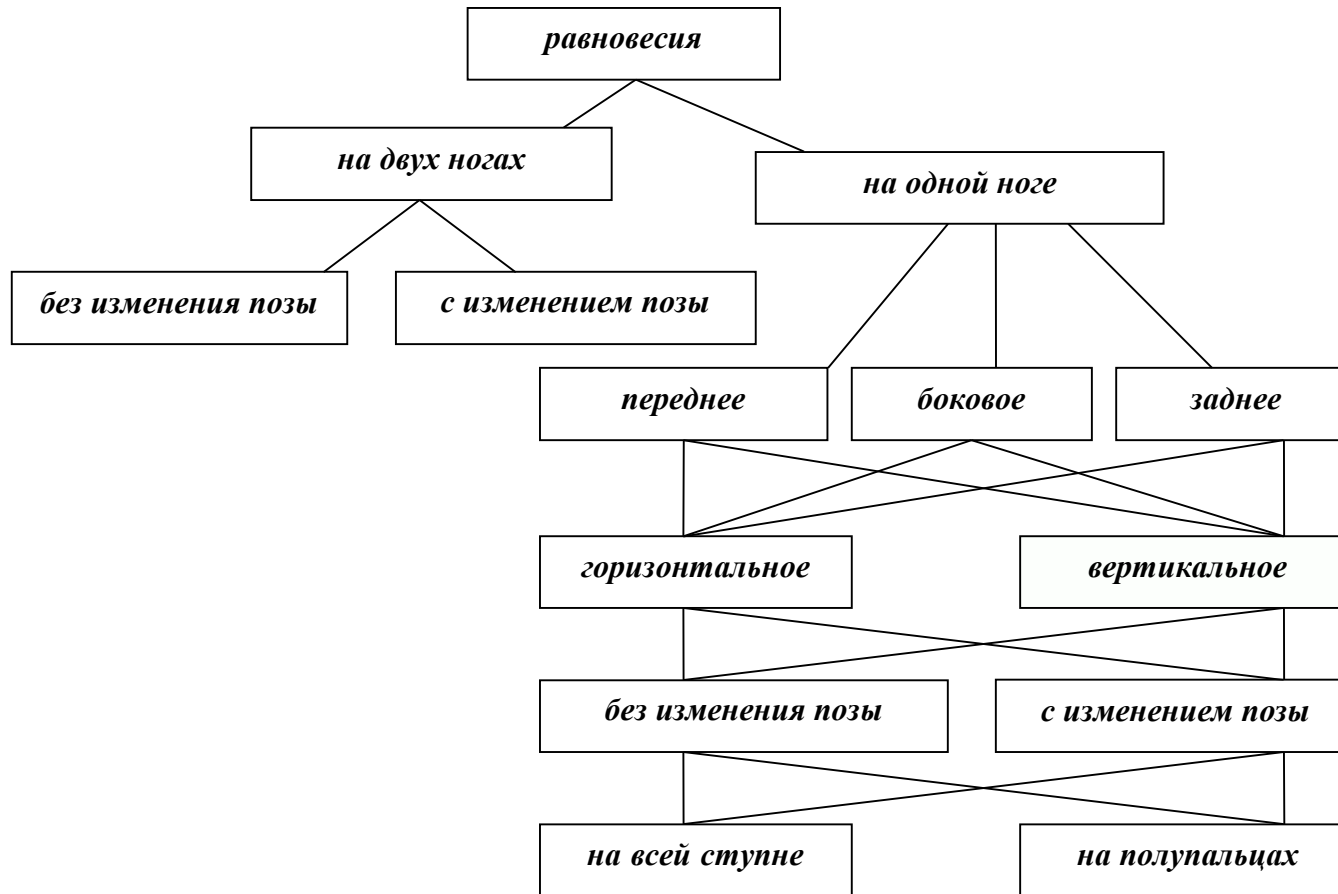 равновесия
на двух ногах
на одной ноге
без изменения позы
с изменением позы
переднее
боковое
заднее
горизонтальное
вертикальное
без изменения позы
с изменением позы
на всей ступне
на полупальцах